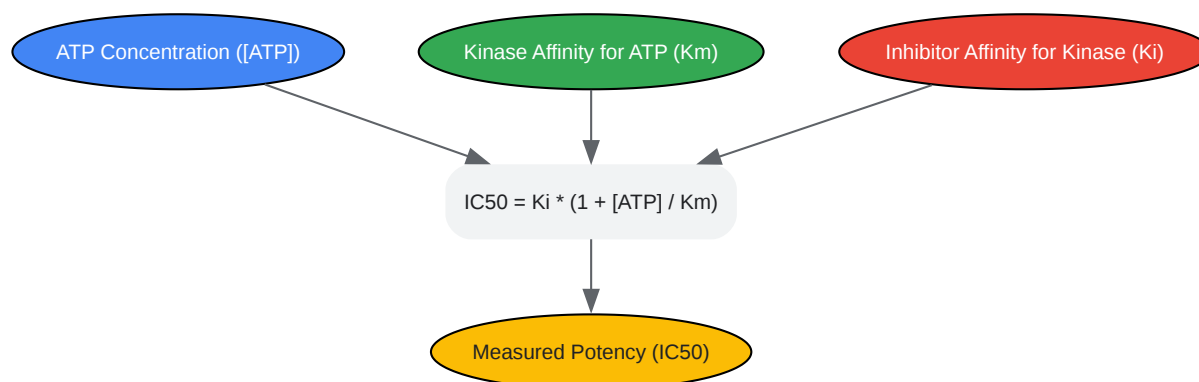 ATP Concentration ([ATP])
Kinase Affinity for ATP (Km)
Inhibitor Affinity for Kinase (Ki)
IC50 = Ki * (1 + [ATP] / Km)
Measured Potency (IC50)